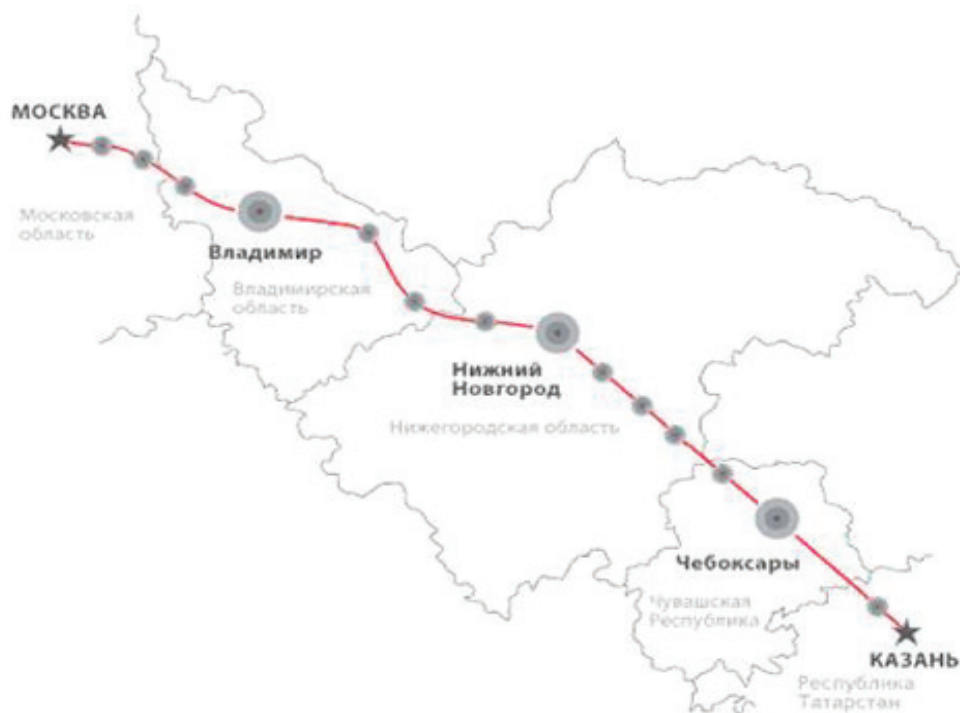 МОСКВА
Московская
область
Владимир
Владимирская
область
Нижний
Новгород
Нижегородская область
Чебоксары
Чувашская
Республика
КАЗАНЬ
Республика
Татарстан